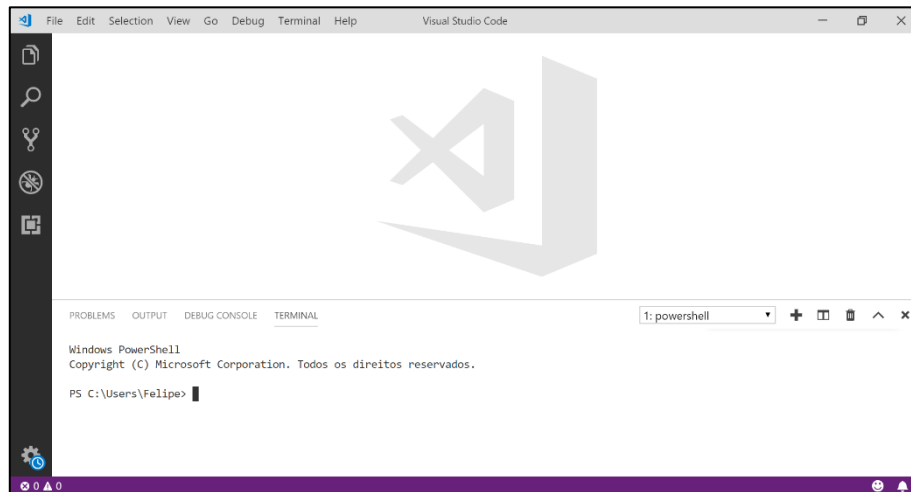 File Edit Selection View Go Debug Terminal Help Visual Studio Code
PROBLEMS OUTPUT DEBUG CONSOLE TERMINAL 1: powershell
Windows PowerShell
Copyright (C) Microsoft Corporation. Todos os direitos reservados.
PS C:\Users\Felipe>
0 0